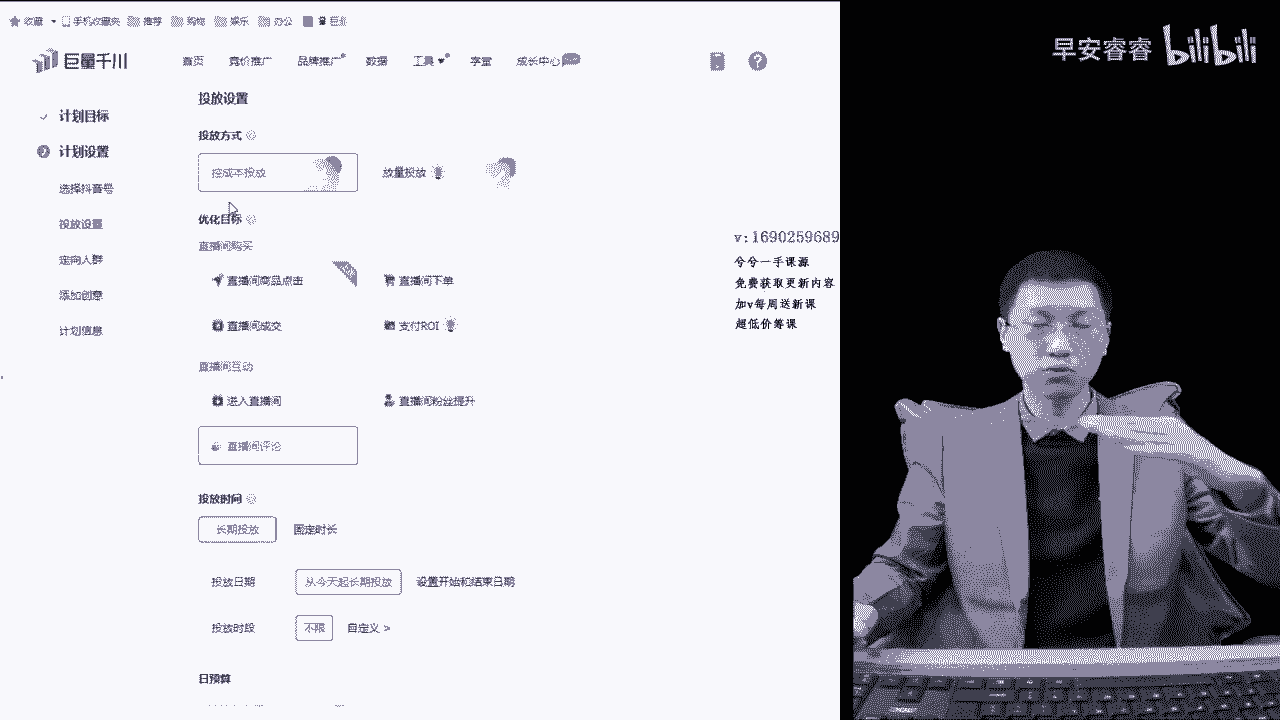 收藏 手机收藏夹 推荐 购物 娱乐 办公
巨量千川 首页 竞价推广 品牌推广 数据 工具 学堂 成长中心
早安睿睿 bilibili
计划目标
计划设置
选择抖音号
投放设置
定向人群
添加创意
计划信息
投放设置
投放方式
控成本投放 放量投放
优化目标
直播间购买
直播间商品点击 直播间下单
直播间成交 支付ROI
直播间互动
进入直播间 直播间粉丝提升
直播间评论
投放时间
长期投放 固定时长
投放日期 从今天起长期投放 设置开始和结束日期
投放时段 不限 自定义 >
日预算
v:1690259689
兮兮一手课源
免费获取更新内容
加v每周送新课
超低价筹课